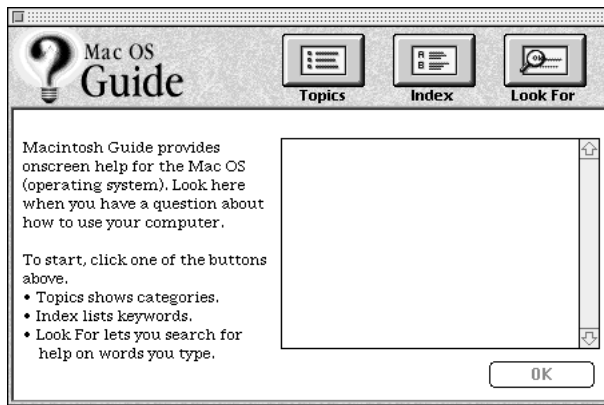 Mac OS
Guide
Topics
Index
Look For
Macintosh Guide provides
onscreen help for the Mac OS
(operating system). Look here
when you have a question about
how to use your computer.
To start, click one of the buttons
above.
• Topics shows categories.
• Index lists keywords.
• Look For lets you search for
help on words you type.
OK